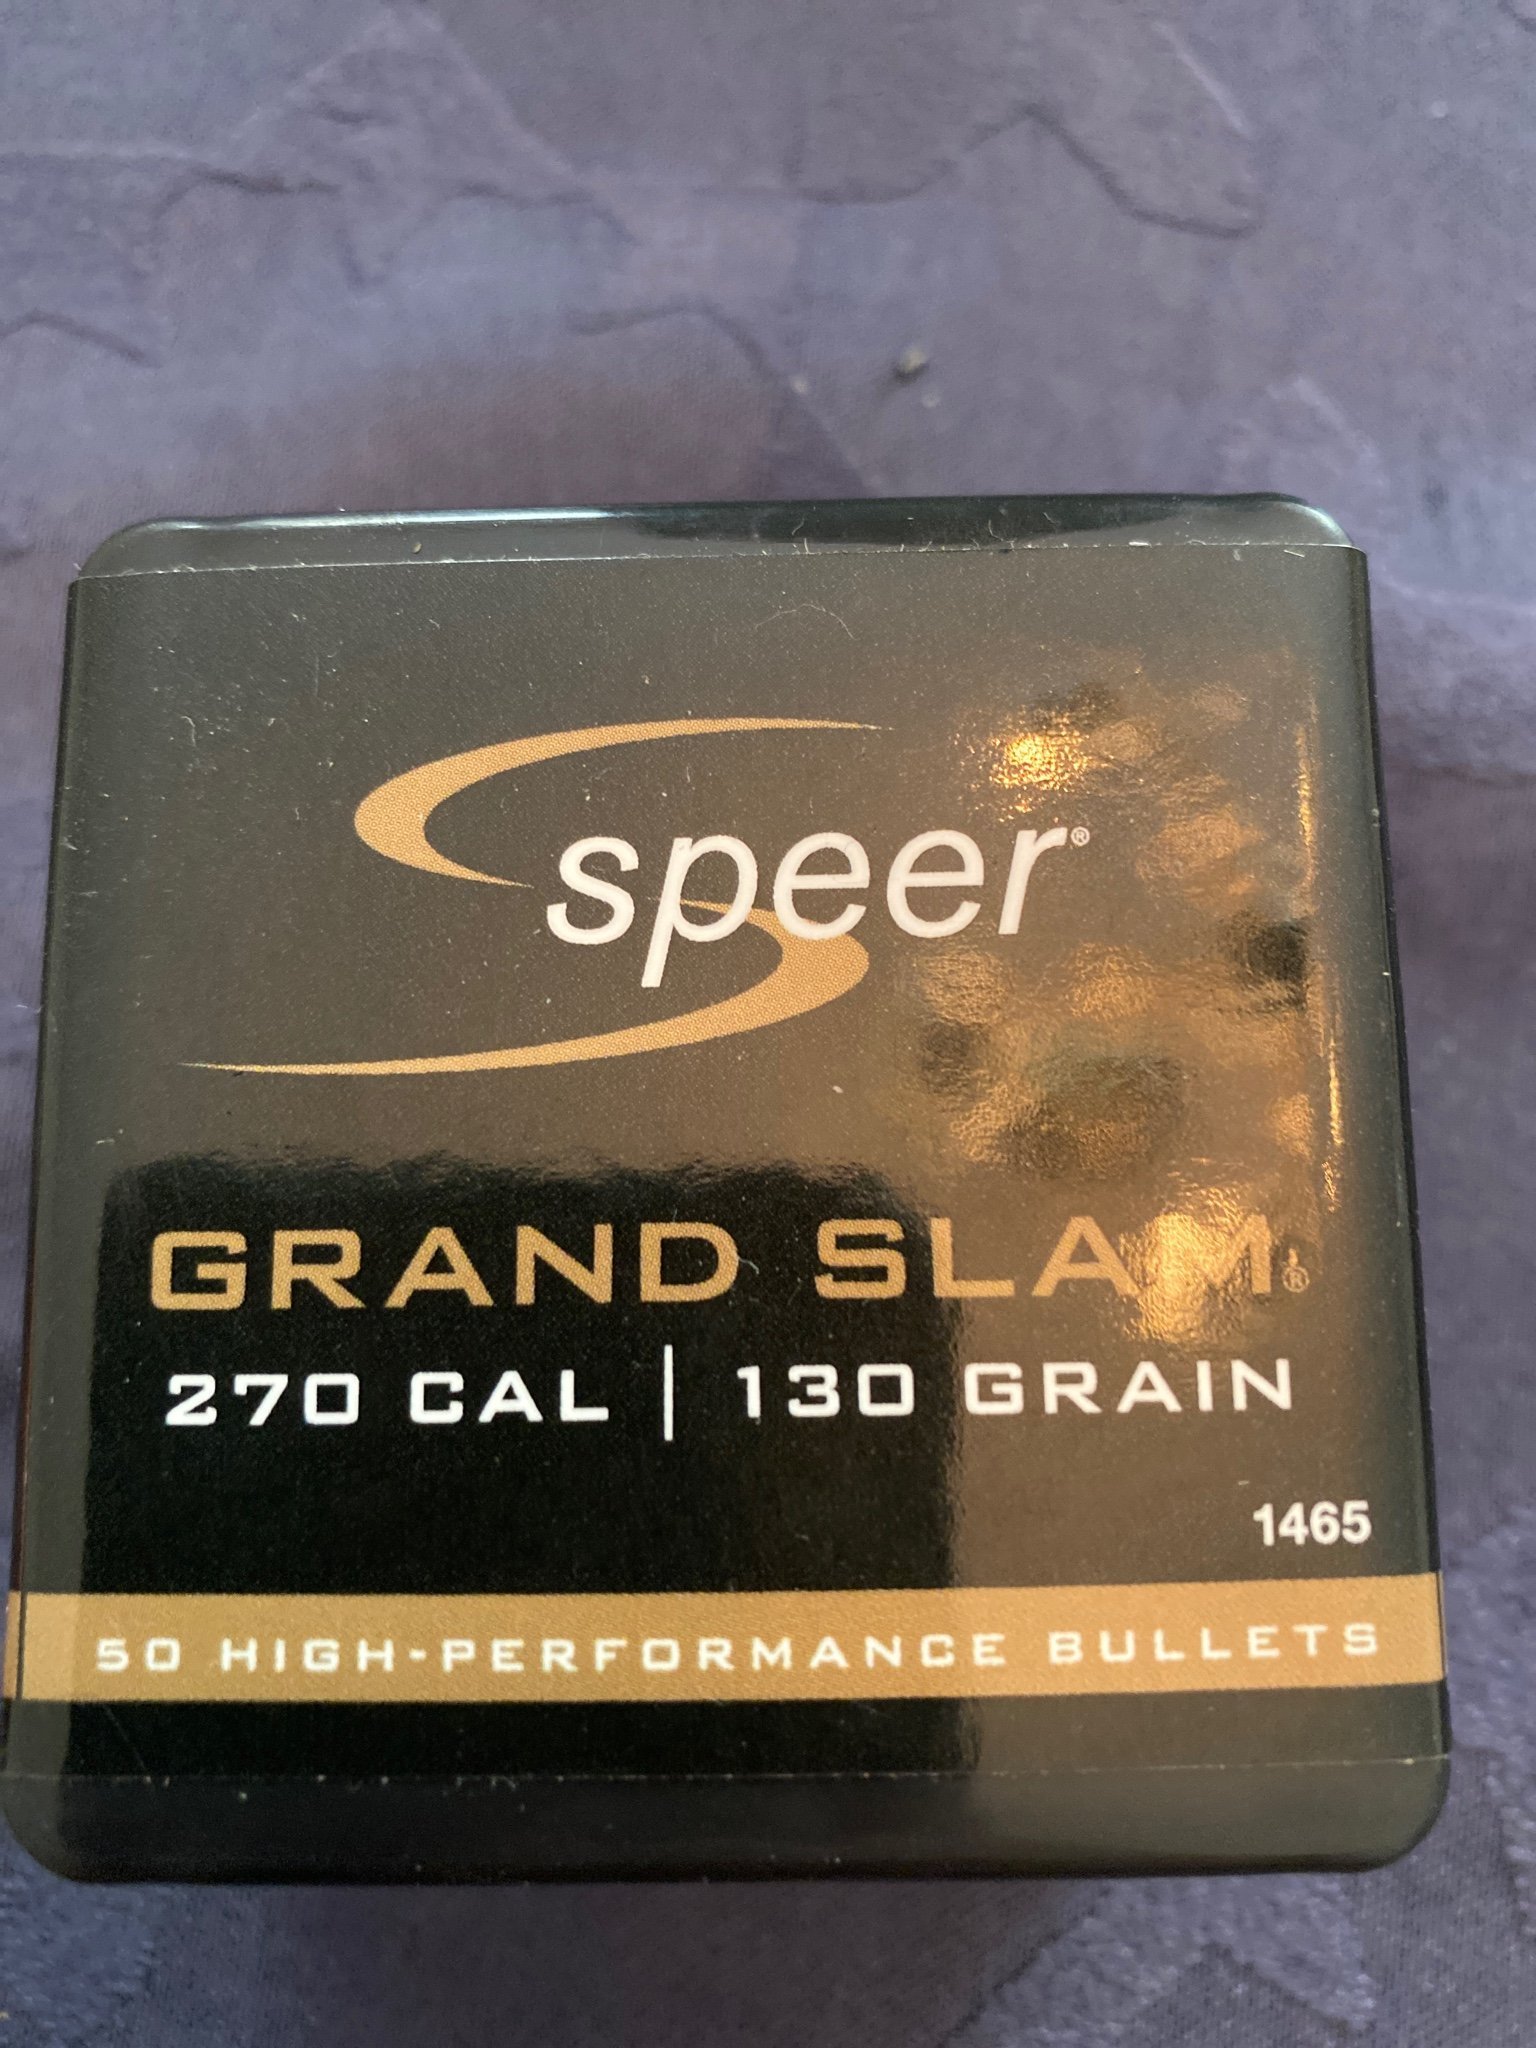 speer®
GRAND SLAM®
270 CAL | 130 GRAIN
1465
50 HIGH-PERFORMANCE BULLETS